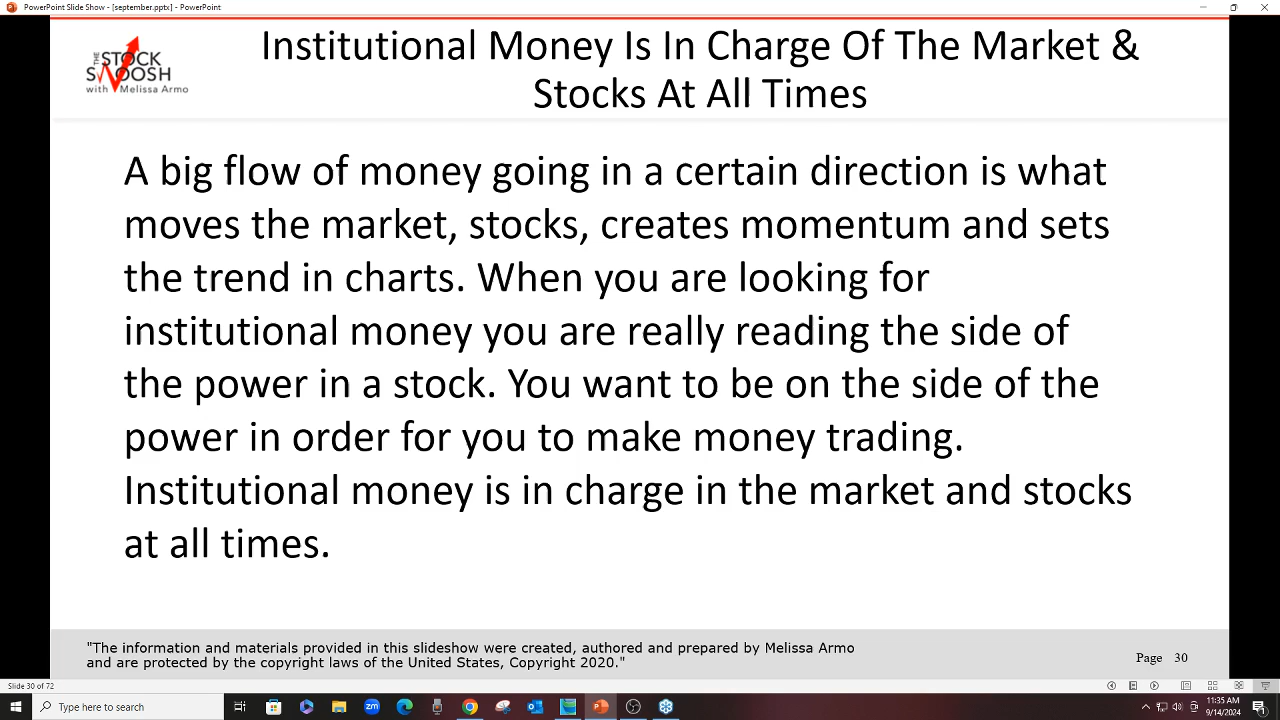 PowerPoint Slide Show - [september.pptx] - PowerPoint
THE
STOCK
SWOOSH
with Melissa Armo
Institutional Money Is In Charge Of The Market &
Stocks At All Times
A big flow of money going in a certain direction is what
moves the market, stocks, creates momentum and sets
the trend in charts. When you are looking for
institutional money you are really reading the side of
the power in a stock. You want to be on the side of the
power in order for you to make money trading.
Institutional money is in charge in the market and stocks
at all times.
"The information and materials provided in this slideshow were created, authored and prepared by Melissa Armo
and are protected by the copyright laws of the United States, Copyright 2020."
Page 30
Slide 30 of 72
Type here to search
zm
11:35 AM
9/14/2024